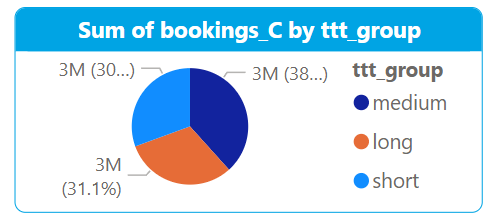 Sum of bookings_C by ttt_group
3M (30...)
3M (38...)
3M
(31.1%)
ttt_group
medium
long
short